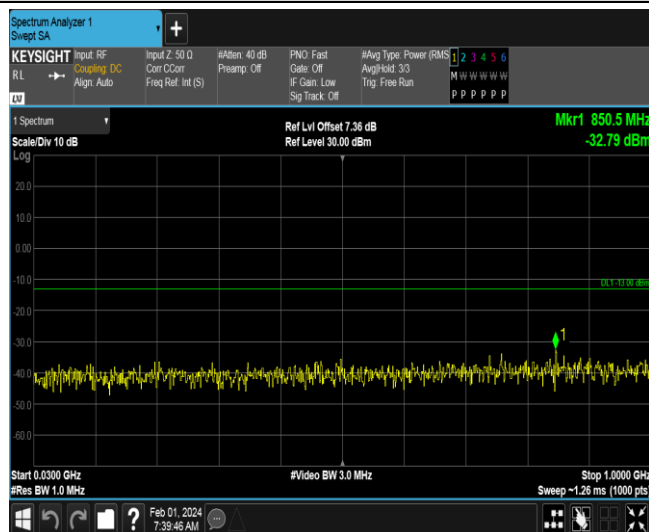 Spectrum Analyzer 1
Swept SA
+
KEYSIGHT
RL
LXI
Input: RF
Coupling: DC
Align: Auto
Input Z: 50 Ω
Corr CCorr
Freq Ref: Int (S)
#Atten: 40 dB
Preamp: Off
PNO: Fast
Gate: Off
IF Gain: Low
Sig Track: Off
#Avg Type: Power (RMS
Avg|Hold: 3/3
Trig: Free Run
1 2 3 4 5 6
M W W W W W
P P P P P P
1 Spectrum
Scale/Div 10 dB
Ref Lvl Offset 7.36 dB
Ref Level 30.00 dBm
Mkr1 850.5 MHz
-32.79 dBm
Log
20.0
10.0
0.00
-10.0
DL1 -13.00 dBm
-20.0
-30.0
1
-40.0
-50.0
-60.0
Start 0.0300 GHz
#Video BW 3.0 MHz
Stop 1.0000 GHz
#Res BW 1.0 MHz
Sweep ~1.26 ms (1000 pts)
?
Feb 01, 2024
7:39:46 AM